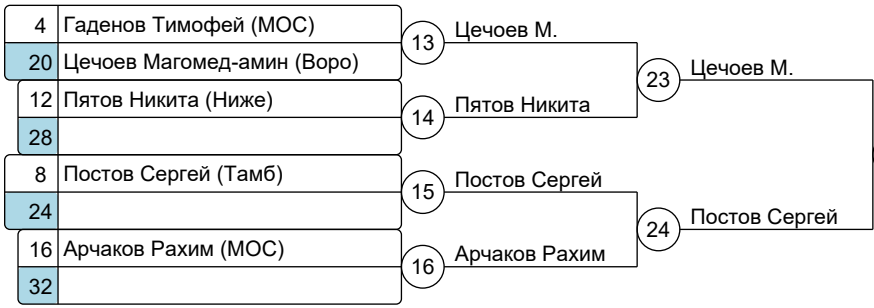 4 Гаденов Тимофей (МОС)
20 Цечоев Магомед-амин (Воро)
13 Цечоев М.
12 Пятов Никита (Ниже)
28
14 Пятов Никита
23 Цечоев М.
8 Постов Сергей (Тамб)
24
15 Постов Сергей
16 Арчаков Рахим (МОС)
32
16 Арчаков Рахим
24 Постов Сергей